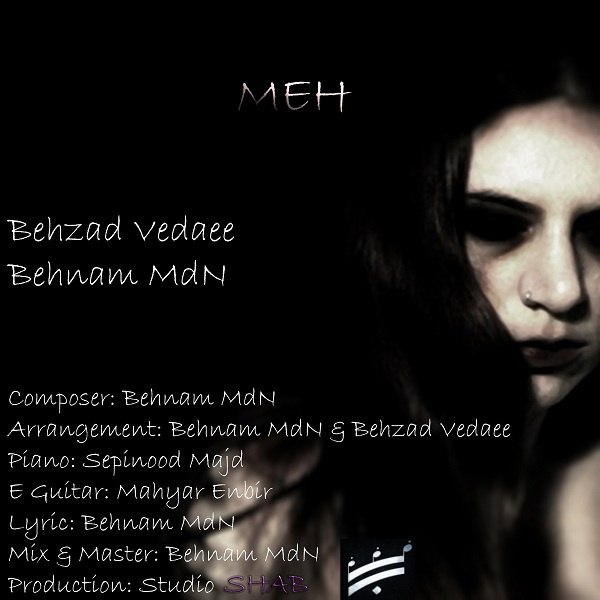 MEH
Behzad Vedaee
Behnam MdN
Composer: Behnam MdN
Arrangement: Behnam MdN & Behzad Vedaee
Piano: Sepinood Majd
E Guitar: Mahyar Enbir
Lyric: Behnam MdN
Mix & Master: Behnam MdN
Production: Studio SHAB